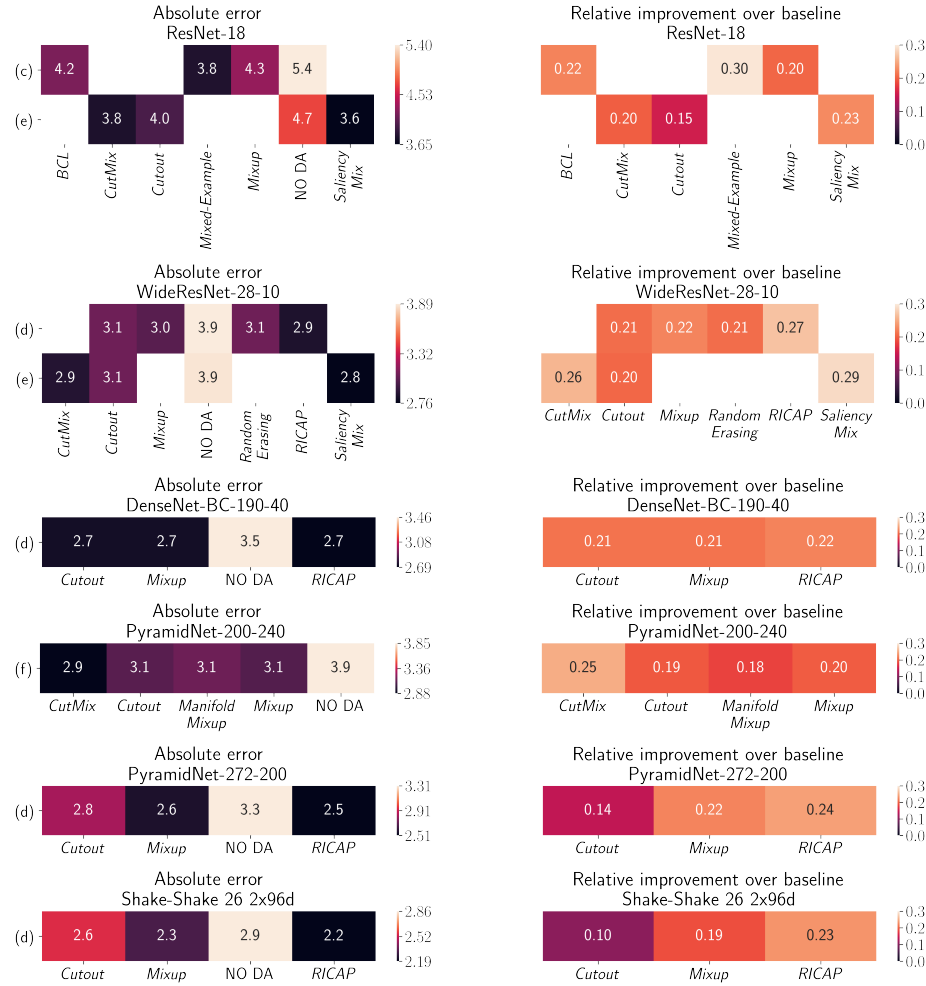 Absolute error
ResNet-18
(c)
4.2
3.8
4.3
5.4
(e)
3.8
4.0
4.7
3.6
BCL
CutMix
Cutout
Mixed-Example
Mixup
NO DA
Saliency
Mix
5.40
4.53
3.65
Relative improvement over baseline
ResNet-18
0.22
0.30
0.20
0.20
0.15
0.23
BCL
CutMix
Cutout
Mixed-Example
Mixup
Saliency
Mix
0.3
0.2
0.1
0.0
Absolute error
WideResNet-28-10
(d)
3.1
3.0
3.9
3.1
2.9
(e)
2.9
3.1
3.9
2.8
CutMix
Cutout
Mixup
NO DA
Random
Erasing
RICAP
Saliency
Mix
3.89
3.32
2.76
Relative improvement over baseline
WideResNet-28-10
0.21
0.22
0.21
0.27
0.26
0.20
0.29
CutMix
Cutout
Mixup
Random
Erasing
RICAP
Saliency
Mix
0.3
0.2
0.1
0.0
Absolute error
DenseNet-BC-190-40
(d)
2.7
2.7
3.5
2.7
Cutout
Mixup
NO DA
RICAP
3.46
3.08
2.69
Relative improvement over baseline
DenseNet-BC-190-40
0.21
0.21
0.22
Cutout
Mixup
RICAP
0.3
0.2
0.1
0.0
Absolute error
PyramidNet-200-240
(f)
2.9
3.1
3.1
3.1
3.9
CutMix
Cutout
Manifold
Mixup
Mixup
NO DA
3.85
3.36
2.88
Relative improvement over baseline
PyramidNet-200-240
0.25
0.19
0.18
0.20
CutMix
Cutout
Manifold
Mixup
Mixup
0.3
0.2
0.1
0.0
Absolute error
PyramidNet-272-200
(d)
2.8
2.6
3.3
2.5
Cutout
Mixup
NO DA
RICAP
3.31
2.91
2.51
Relative improvement over baseline
PyramidNet-272-200
0.14
0.22
0.24
Cutout
Mixup
RICAP
0.3
0.2
0.1
0.0
Absolute error
Shake-Shake 26 2x96d
(d)
2.6
2.3
2.9
2.2
Cutout
Mixup
NO DA
RICAP
2.86
2.52
2.19
Relative improvement over baseline
Shake-Shake 26 2x96d
0.10
0.19
0.23
Cutout
Mixup
RICAP
0.3
0.2
0.1
0.0